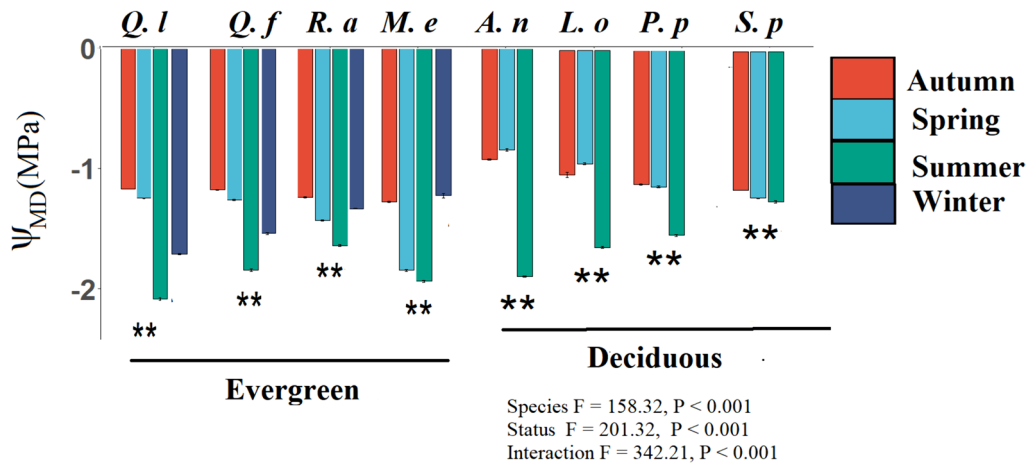 Q. l Q. f R. a M. e A. n L. o P. p S. p
0
-1
-2
ΨMD(MPa)
Autumn
Spring
Summer
Winter
**
**
**
**
**
**
**
**
Evergreen
Deciduous
Species F = 158.32, P < 0.001
Status F = 201.32, P < 0.001
Interaction F = 342.21, P < 0.001